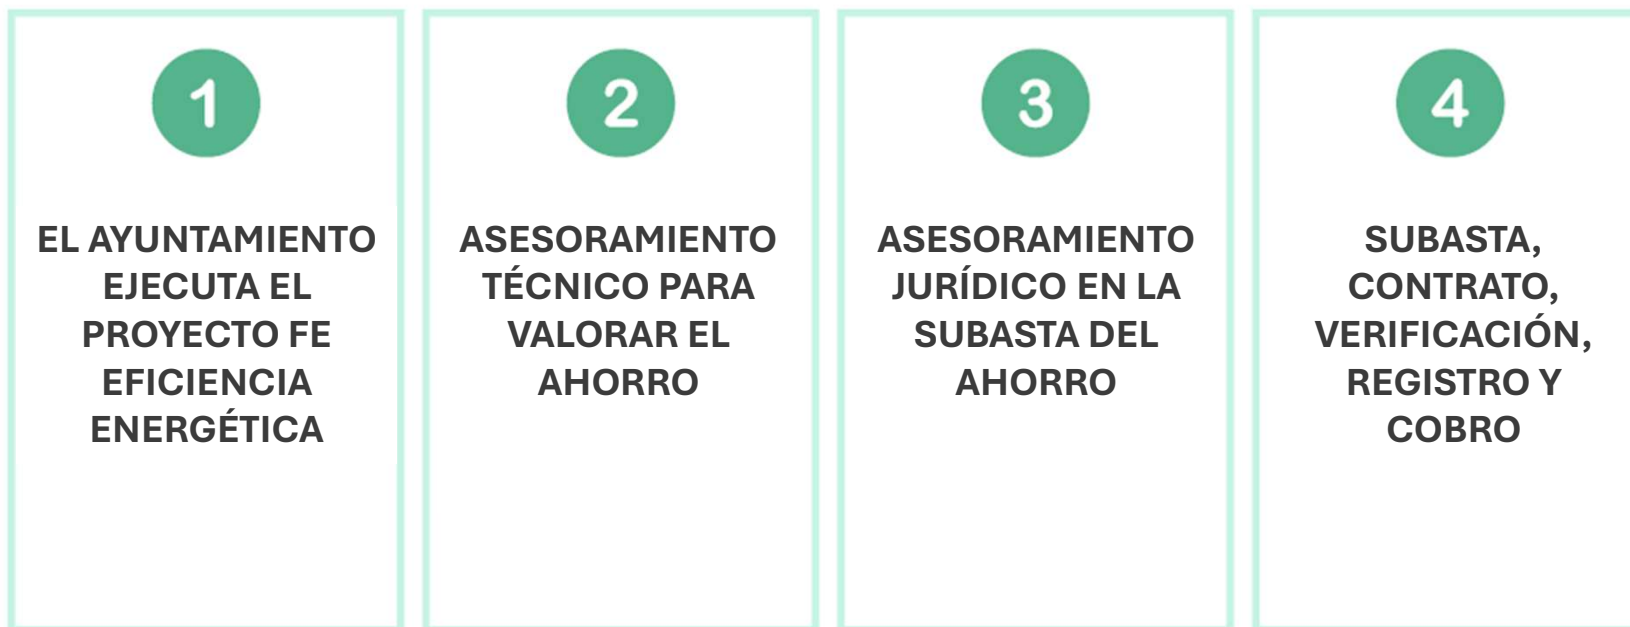 1
EL AYUNTAMIENTO
EJECUTA EL
PROYECTO FE
EFICIENCIA
ENERGÉTICA
2
ASESORAMIENTO
TÉCNICO PARA
VALORAR EL
AHORRO
3
ASESORAMIENTO
JURÍDICO EN LA
SUBASTA DEL
AHORRO
4
SUBASTA,
CONTRATO,
VERIFICACIÓN,
REGISTRO Y
COBRO